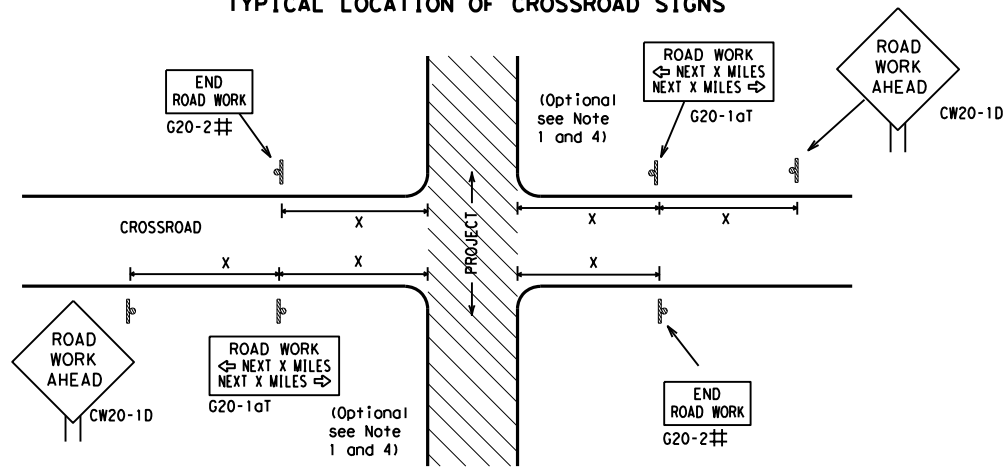 TYPICAL LOCATION OF CROSSROAD SIGNS
END
ROAD WORK
G20-2#
(Optional
see Note
1 and 4)
ROAD WORK
⇦ NEXT X MILES
NEXT X MILES ⇨
G20-1aT
ROAD
WORK
AHEAD
CW20-1D
X
X
X
CROSSROAD
PROJECT
X
X
X
ROAD
WORK
AHEAD
CW20-1D
ROAD WORK
⇦ NEXT X MILES
NEXT X MILES ⇨
G20-1aT
(Optional
see Note
1 and 4)
END
ROAD WORK
G20-2#